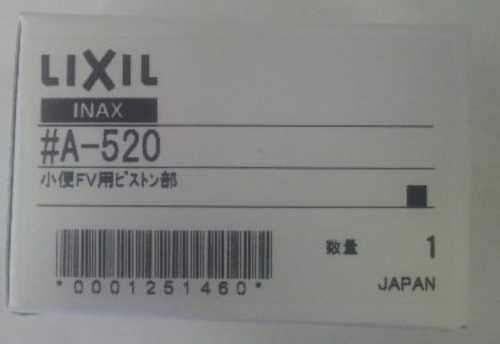 LIXIL
INAX
#A-520
小便FV用ピストン部
数量 1
*0001251460*
JAPAN